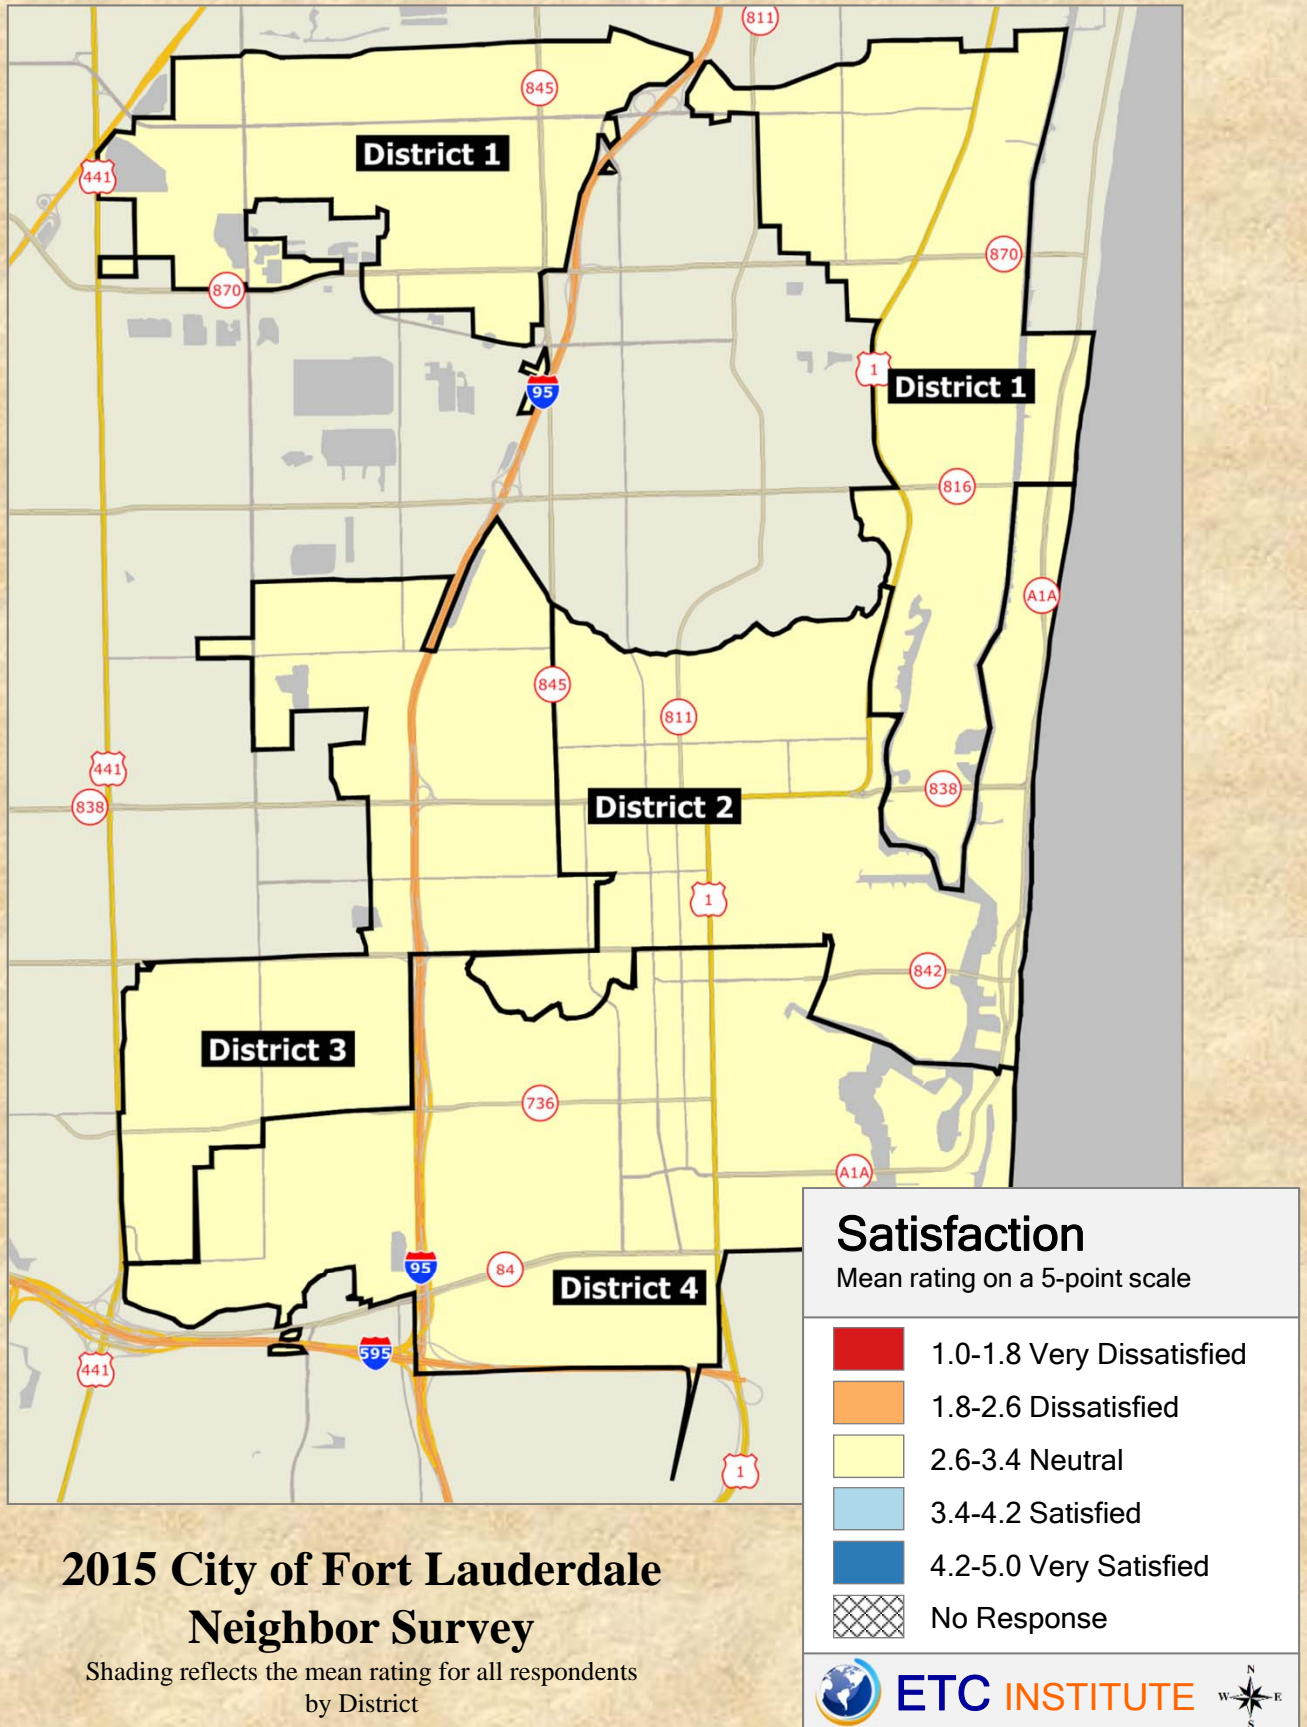 811
845
District 1
441
870
870
95
1
District 1
816
A1A
845
811
441
838
838
District 2
1
842
District 3
736
A1A
95
84
District 4
595
441
1
Satisfaction
Mean rating on a 5-point scale
1.0-1.8 Very Dissatisfied
1.8-2.6 Dissatisfied
2.6-3.4 Neutral
3.4-4.2 Satisfied
4.2-5.0 Very Satisfied
No Response
2015 City of Fort Lauderdale
Neighbor Survey
Shading reflects the mean rating for all respondents
by District
ETC INSTITUTE
N
W E
S